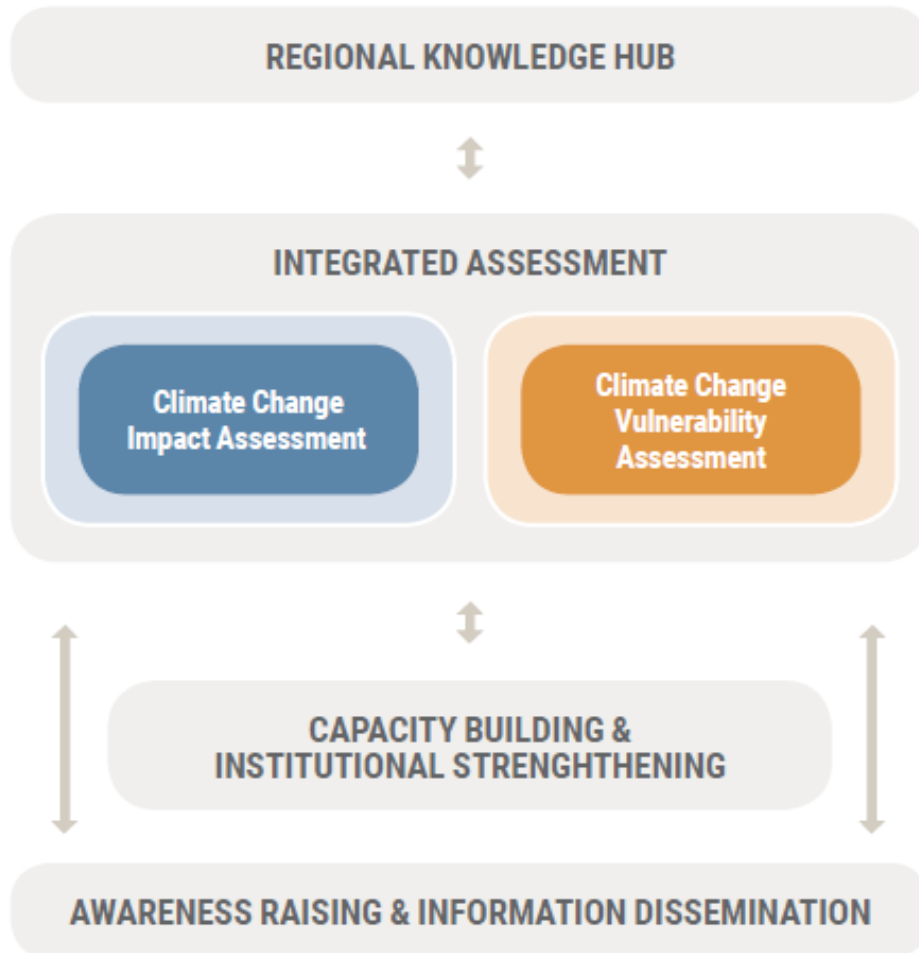 REGIONAL KNOWLEDGE HUB
INTEGRATED ASSESSMENT
Climate Change
Impact Assessment
Climate Change
Vulnerability
Assessment
CAPACITY BUILDING &
INSTITUTIONAL STRENGHTHENING
AWARENESS RAISING & INFORMATION DISSEMINATION